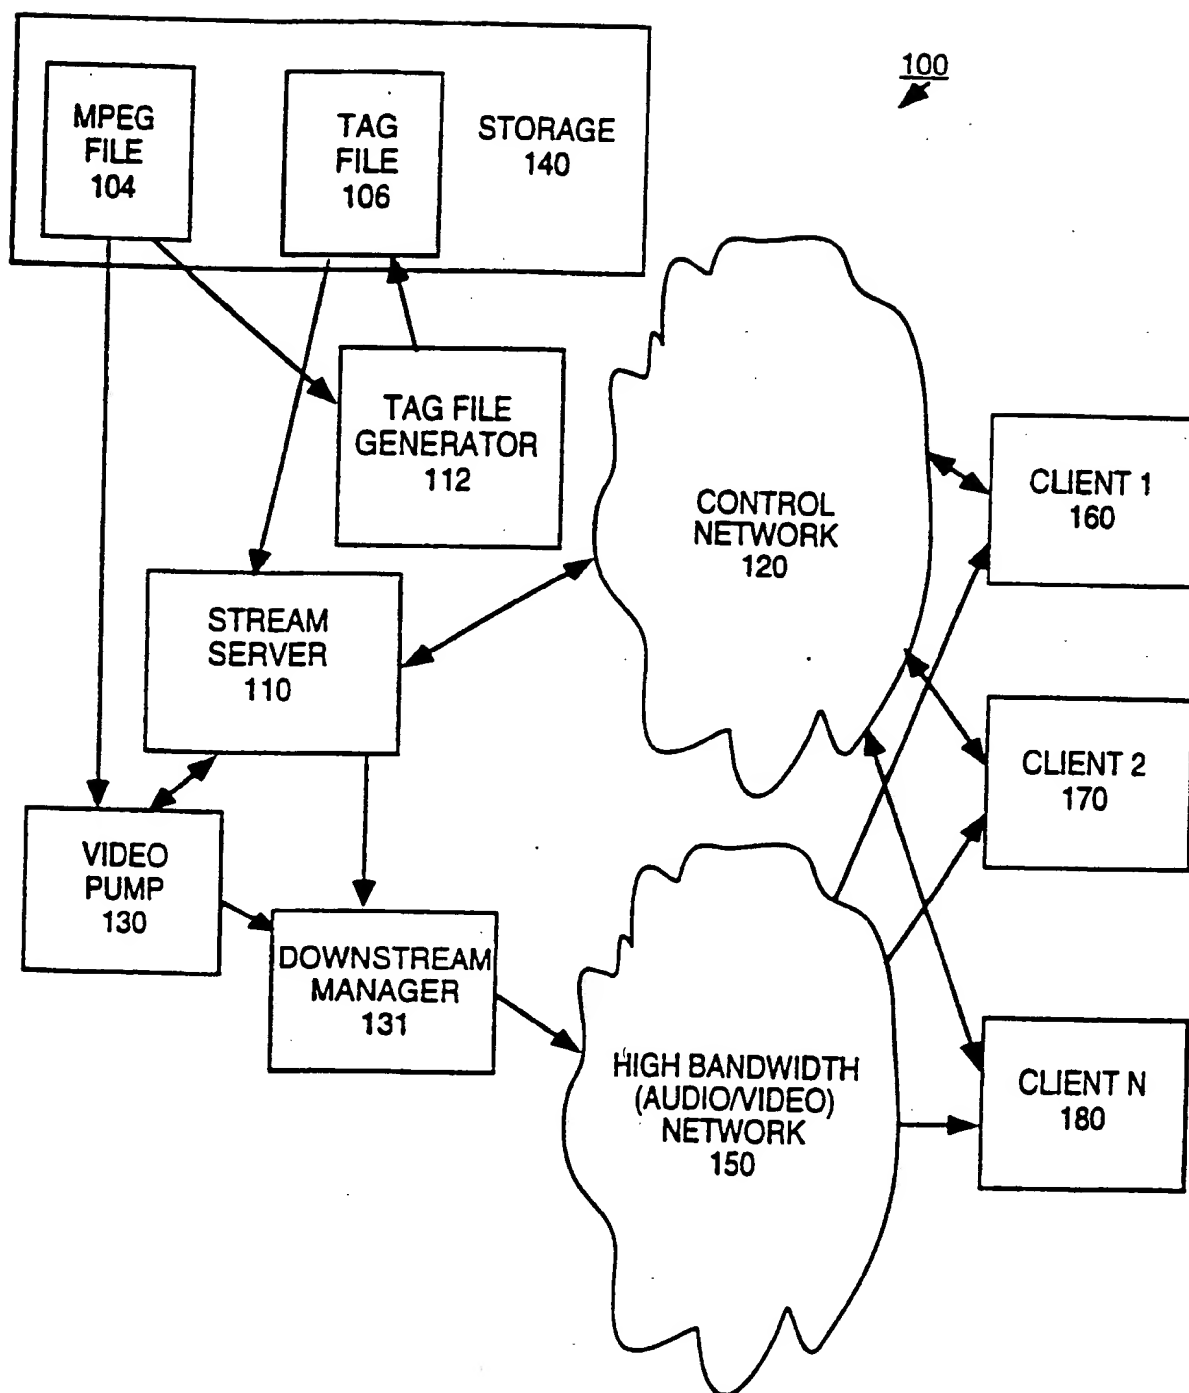 100
MPEG
FILE
104
TAG
FILE
106
STORAGE
140
TAG FILE
GENERATOR
112
CONTROL
NETWORK
120
CLIENT 1
160
STREAM
SERVER
110
CLIENT 2
170
VIDEO
PUMP
130
DOWNSTREAM
MANAGER
131
HIGH BANDWIDTH
(AUDIO/VIDEO)
NETWORK
150
CLIENT N
180